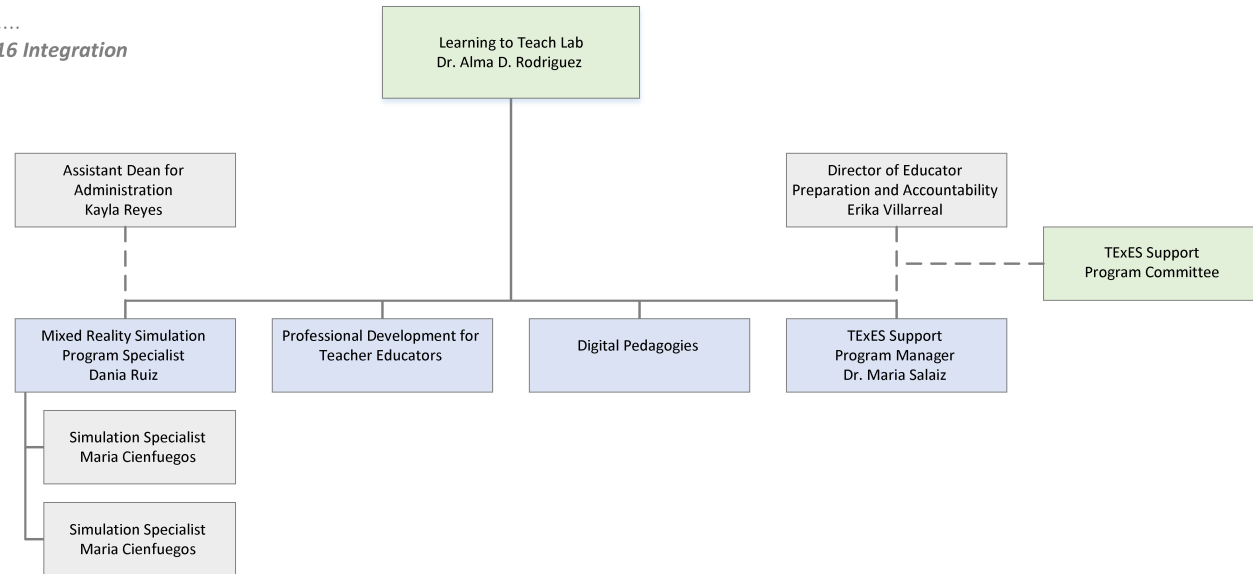 ....
16 Integration
Learning to Teach Lab
Dr. Alma D. Rodriguez
Assistant Dean for
Administration
Kayla Reyes
Director of Educator
Preparation and Accountability
Erika Villarreal
TExES Support
Program Committee
Mixed Reality Simulation
Program Specialist
Dania Ruiz
Professional Development for
Teacher Educators
Digital Pedagogies
TExES Support
Program Manager
Dr. Maria Salaiz
Simulation Specialist
Maria Cienfuegos
Simulation Specialist
Maria Cienfuegos